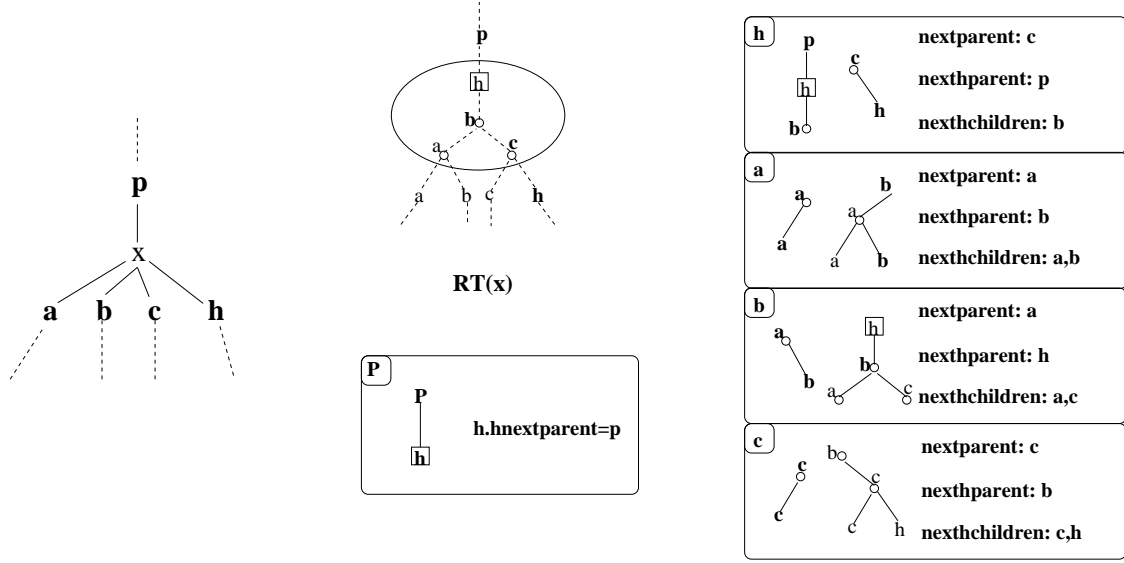 p
x
a b c h
p
h
b
a c
a b c h
RT(x)
P
P
h
h.hnextparent=p
h
p
h
b
c
h
nextparent: c
nexthparent: p
nexthchildren: b
a
a
a
b
a
a b
nextparent: a
nexthparent: b
nexthchildren: a,b
b
a
b
h
b
a c
nextparent: a
nexthparent: h
nexthchildren: a,c
c
c
c
b
c
c h
nextparent: c
nexthparent: b
nexthchildren: c,h